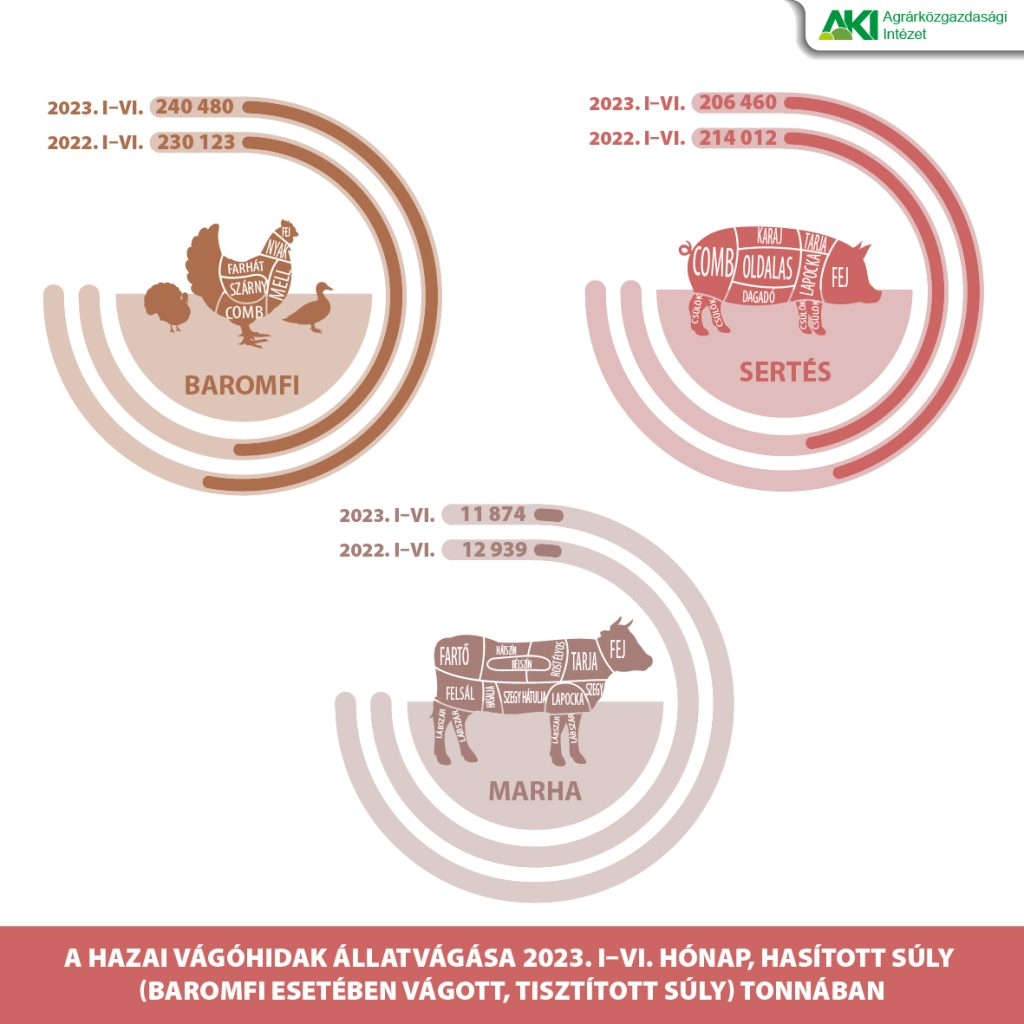 AKI Agrárközgazdasági
Intézet
2023. I–VI. 240 480
2022. I–VI. 230 123
FEJ
NYAK
FARHÁT
MELL
SZÁRNY
COMB
BAROMFI
2023. I–VI. 206 460
2022. I–VI. 214 012
KARAJ
TARJA
COMB
OLDALAS
LAPOCKA
FEJ
DAGADÓ
CSÜLÖK
CSÜLÖK
CSÜLÖK
CSÜLÖK
SERTÉS
2023. I–VI. 11 874
2022. I–VI. 12 939
FARTŐ
HÁTSZÍN
BÉLSZÍN
ROSTÉLYOS
TARJA
FEJ
FELSÁL
HASALJA
SZEGY HÁTULJA
LAPOCKA
SZEGY
LÁBSZÁR
LÁBSZÁR
LÁBSZÁR
LÁBSZÁR
MARHA
A HAZAI VÁGÓHIDAK ÁLLATVÁGÁSA 2023. I–VI. HÓNAP, HASÍTOTT SÚLY
(BAROMFI ESETÉBEN VÁGOTT, TISZTÍTOTT SÚLY) TONNÁBAN